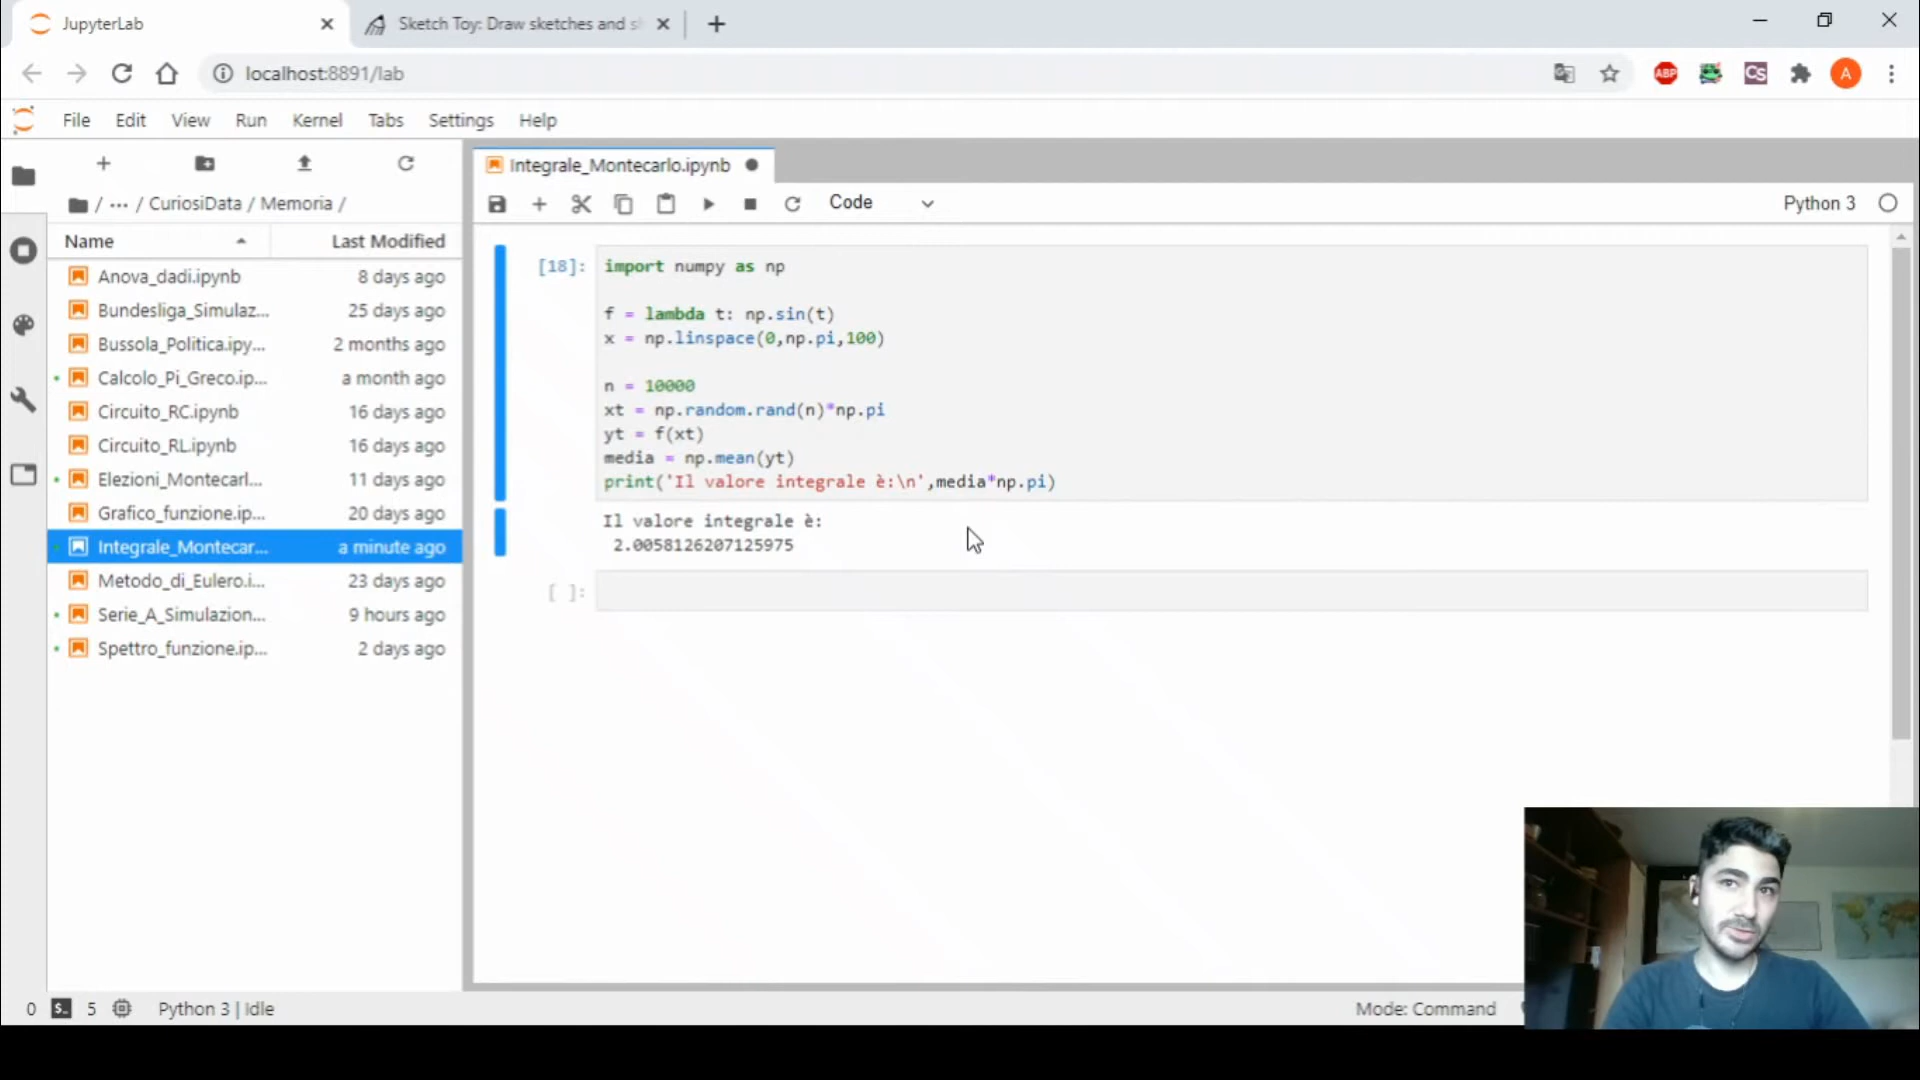 JupyterLab
Sketch Toy: Draw sketches and s
localhost:8891/lab
ABP
CS
A
File Edit View Run Kernel Tabs Settings Help
Integrale_Montecarlo.ipynb
/ ··· / CuriosiData / Memoria /
Code
Python 3
Name Last Modified
Anova_dadi.ipynb 8 days ago
Bundesliga_Simulaz... 25 days ago
Bussola_Politica.ipy... 2 months ago
Calcolo_Pi_Greco.ip... a month ago
Circuito_RC.ipynb 16 days ago
Circuito_RL.ipynb 16 days ago
Elezioni_Montecarl... 11 days ago
Grafico_funzione.ip... 20 days ago
Integrale_Montecar... a minute ago
Metodo_di_Eulero.i... 23 days ago
Serie_A_Simulazion... 9 hours ago
Spettro_funzione.ip... 2 days ago
[18]:
import numpy as np
f = lambda t: np.sin(t)
x = np.linspace(0,np.pi,100)
n = 10000
xt = np.random.rand(n)*np.pi
yt = f(xt)
media = np.mean(yt)
print('Il valore integrale è:\n',media*np.pi)
Il valore integrale è:
2.0058126207125975
[ ]:
0 $_ 5 Python 3 | Idle
Mode: Command